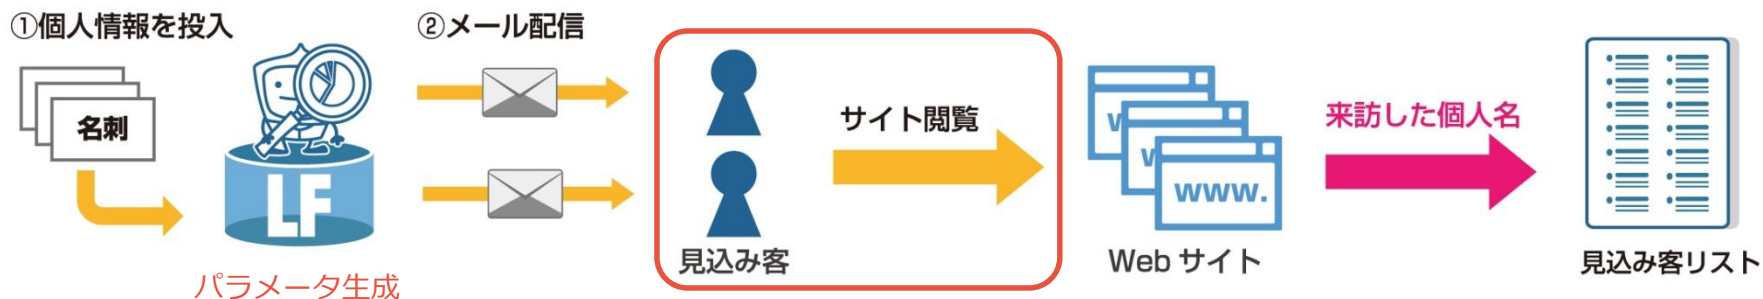 ①個人情報を投入
②メール配信
名刺
LF
パラメータ生成
見込み客
サイト閲覧
W
W
www.
Web サイト
来訪した個人名
見込み客リスト